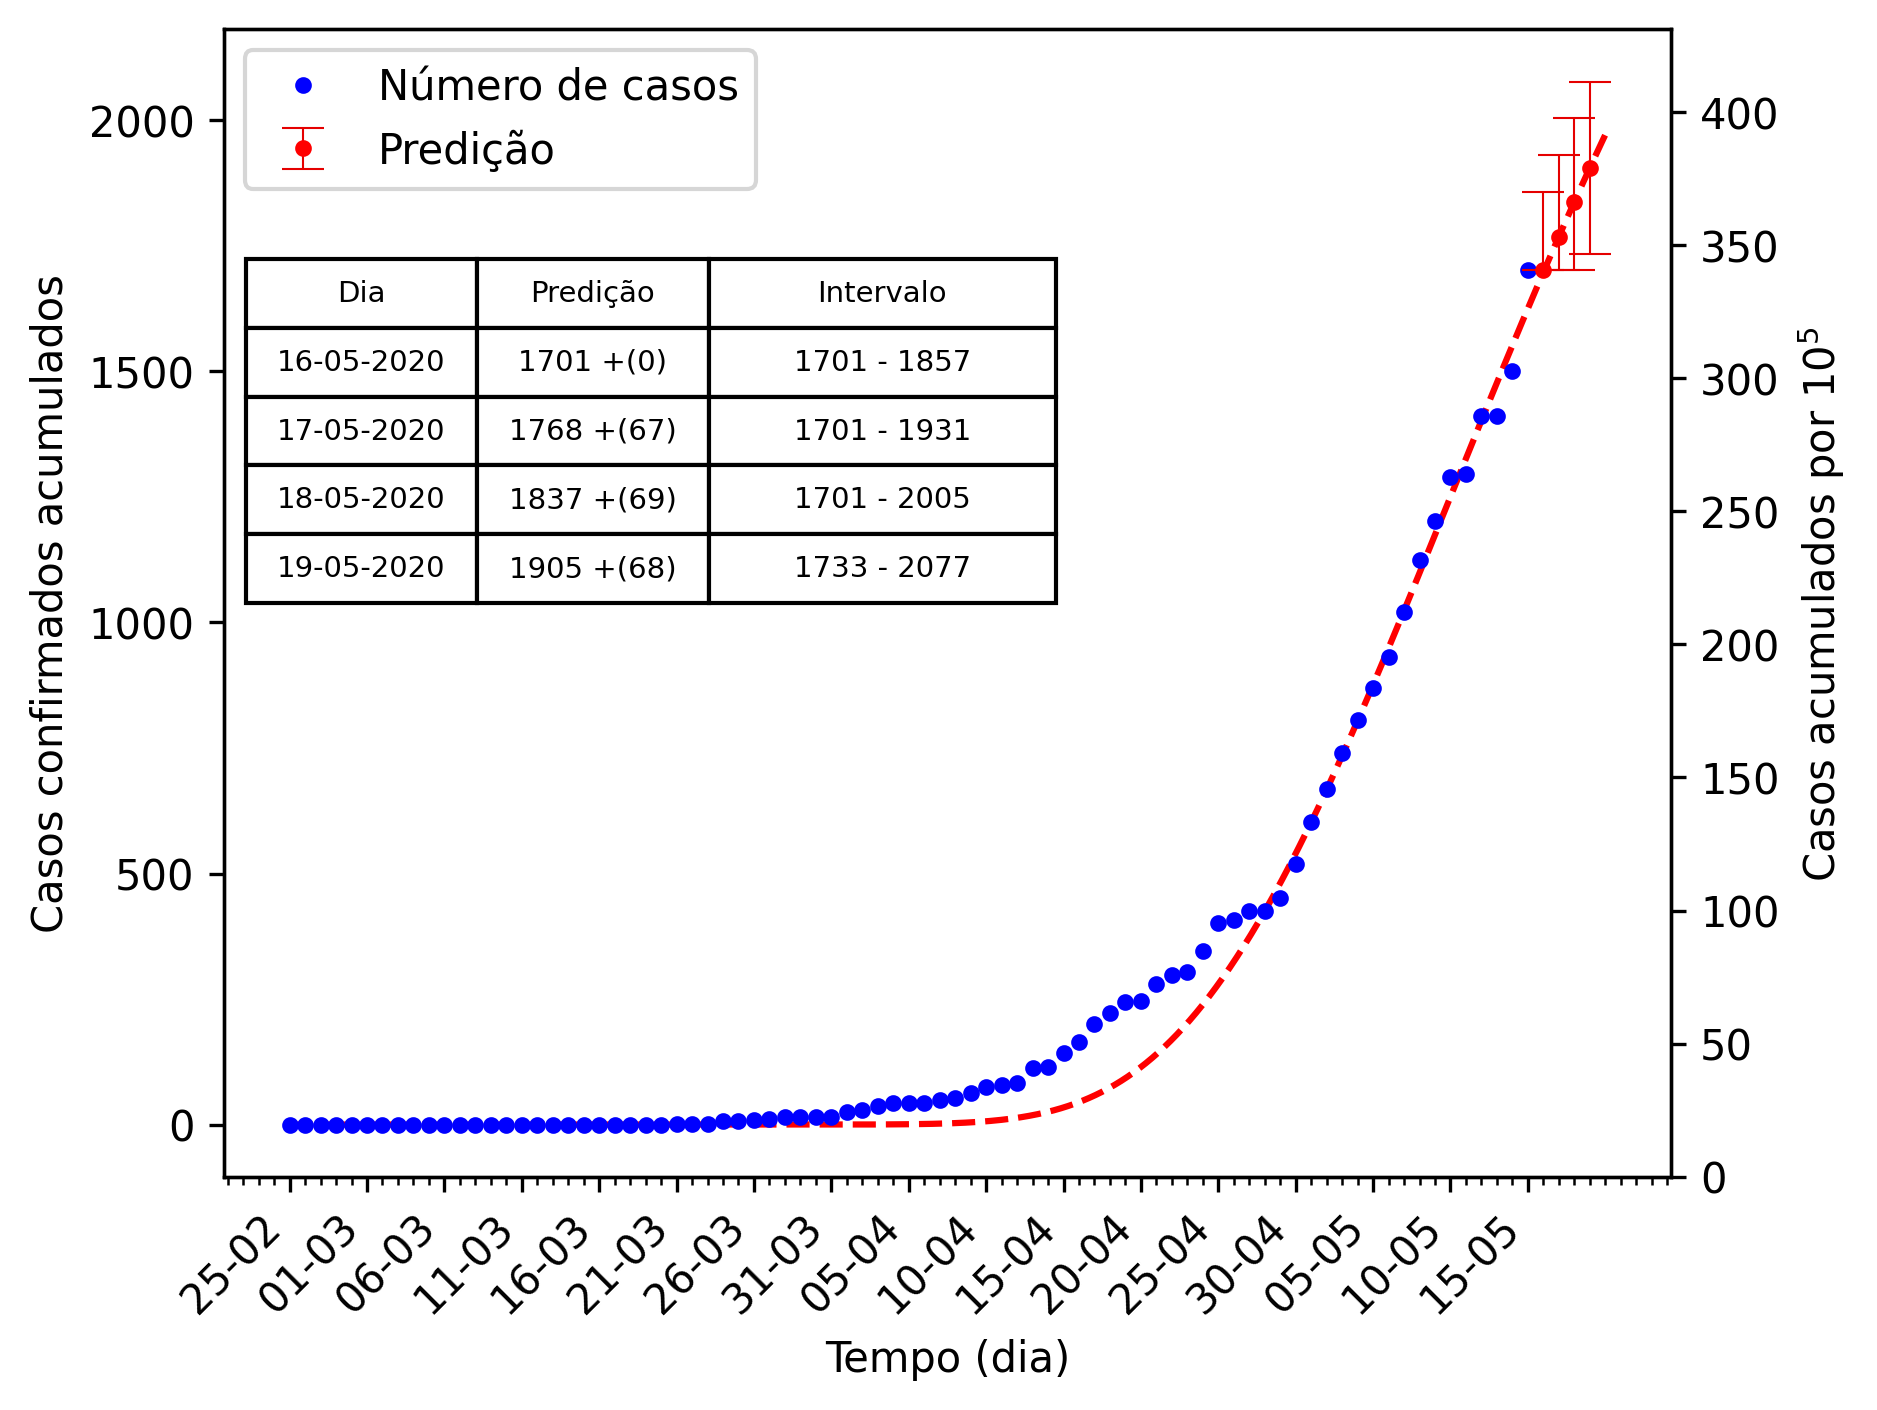 Número de casos
Predição
Dia Predição Intervalo
16-05-2020 1701 +(0) 1701 - 1857
17-05-2020 1768 +(67) 1701 - 1931
18-05-2020 1837 +(69) 1701 - 2005
19-05-2020 1905 +(68) 1733 - 2077
Casos confirmados acumulados
2000
1500
1000
500
0
Casos acumulados por 10⁵
400
350
300
250
200
150
100
50
0
25-02 01-03 06-03 11-03 16-03 21-03 26-03 31-03 05-04 10-04 15-04 20-04 25-04 30-04 05-05 10-05 15-05
Tempo (dia)